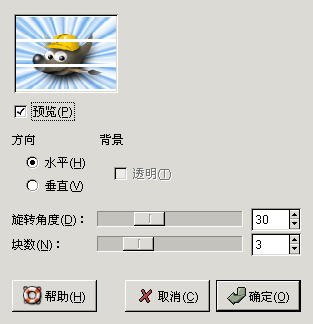 预览(P)
方向 背景
水平(H)
透明(T)
垂直(V)
旋转角度(D)： 30
块数(N)： 3
帮助(H) 取消(C) 确定(O)